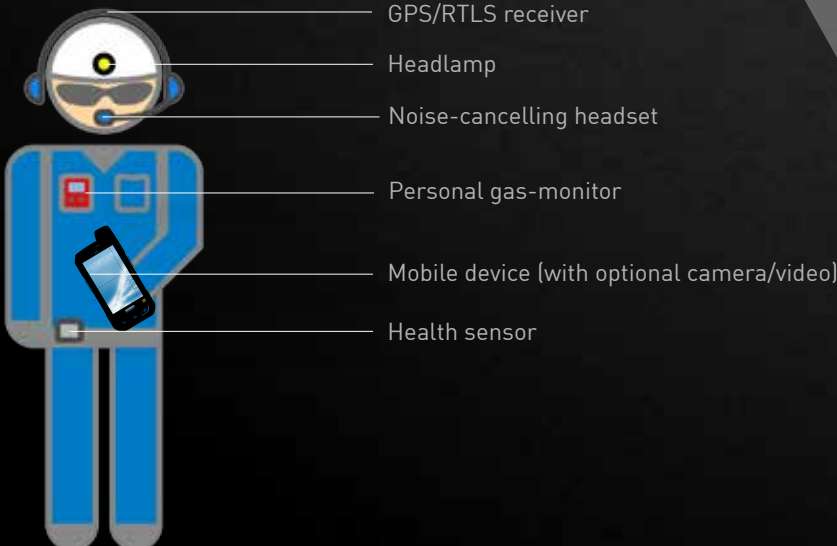 GPS/RTLS receiver
Headlamp
Noise-cancelling headset
Personal gas-monitor
Mobile device (with optional camera/video)
Health sensor